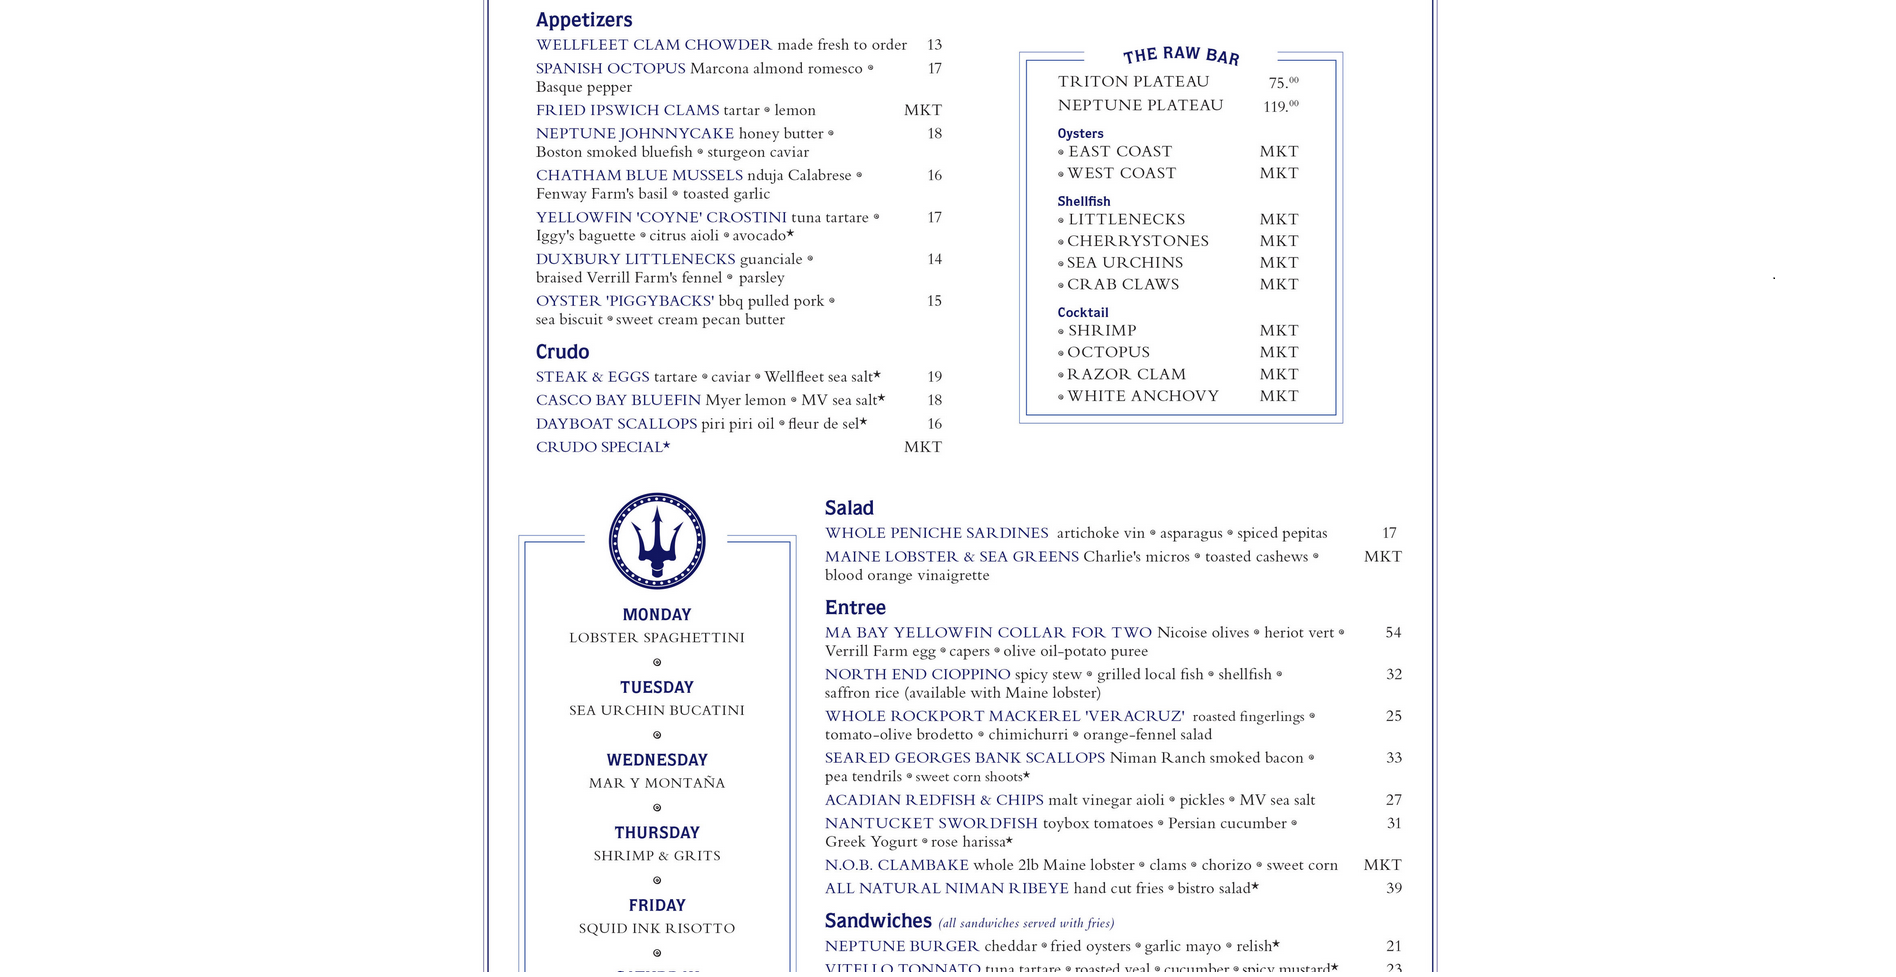 Appetizers
WELLFLEET CLAM CHOWDER made fresh to order 13
SPANISH OCTOPUS Marcona almond romesco 17
Basque pepper
FRIED IPSWICH CLAMS tartar lemon MKT
NEPTUNE JOHNNYCAKE honey butter 18
Boston smoked bluefish sturgeon caviar
CHATHAM BLUE MUSSELS nduja Calabrese 16
Fenway Farm's basil toasted garlic
YELLOWFIN 'COYNE' CROSTINI tuna tartare 17
Iggy's baguette citrus aioli avocado*
DUXBURY LITTLENECKS guanciale 14
braised Verrill Farm's fennel parsley
OYSTER 'PIGGYBACKS' bbq pulled pork 15
sea biscuit sweet cream pecan butter
Crudo
STEAK & EGGS tartare caviar Wellfleet sea salt* 19
CASCO BAY BLUEFIN Myer lemon MV sea salt* 18
DAYBOAT SCALLOPS piri piri oil fleur de sel* 16
CRUDO SPECIAL* MKT
THE RAW BAR
TRITON PLATEAU 75.00
NEPTUNE PLATEAU 119.00
Oysters
EAST COAST MKT
WEST COAST MKT
Shellfish
LITTLENECKS MKT
CHERRYSTONES MKT
SEA URCHINS MKT
CRAB CLAWS MKT
Cocktail
SHRIMP MKT
OCTOPUS MKT
RAZOR CLAM MKT
WHITE ANCHOVY MKT
MONDAY
LOBSTER SPAGHETTINI
TUESDAY
SEA URCHIN BUCATINI
WEDNESDAY
MAR Y MONTAÑA
THURSDAY
SHRIMP & GRITS
FRIDAY
SQUID INK RISOTTO
Salad
WHOLE PENICHE SARDINES artichoke vin asparagus spiced pepitas 17
MAINE LOBSTER & SEA GREENS Charlie's micros toasted cashews MKT
blood orange vinaigrette
Entree
MA BAY YELLOWFIN COLLAR FOR TWO Nicoise olives heriot vert 54
Verrill Farm egg capers olive oil-potato puree
NORTH END CIOPPINO spicy stew grilled local fish shellfish 32
saffron rice (available with Maine lobster)
WHOLE ROCKPORT MACKEREL 'VERACRUZ' roasted fingerlings 25
tomato-olive brodetto chimichurri orange-fennel salad
SEARED GEORGES BANK SCALLOPS Niman Ranch smoked bacon 33
pea tendrils sweet corn shoots*
ACADIAN REDFISH & CHIPS malt vinegar aioli pickles MV sea salt 27
NANTUCKET SWORDFISH toybox tomatoes Persian cucumber 31
Greek Yogurt rose harissa*
N.O.B. CLAMBAKE whole 2lb Maine lobster clams chorizo sweet corn MKT
ALL NATURAL NIMAN RIBEYE hand cut fries bistro salad* 39
Sandwiches (all sandwiches served with fries)
NEPTUNE BURGER cheddar fried oysters garlic mayo relish* 21
VITELLO TONNATO tuna tartare roasted veal cucumber spicy mustard* 23